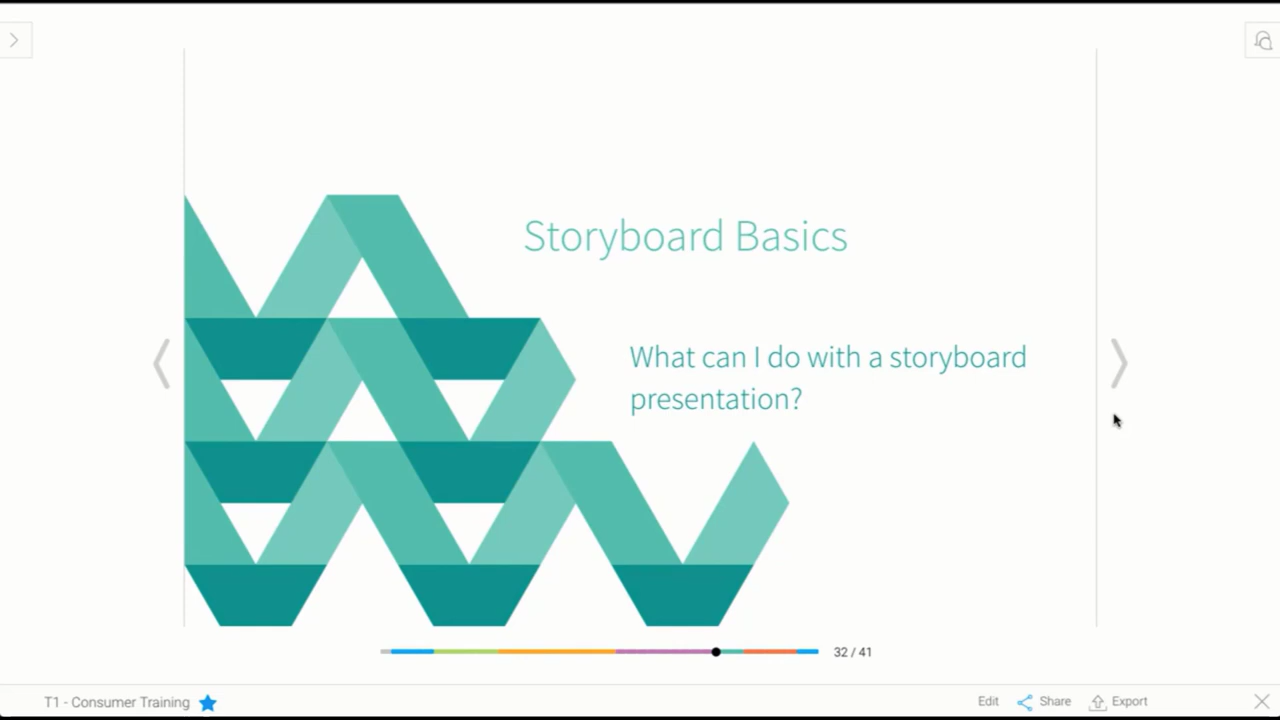 Storyboard Basics
What can I do with a storyboard
presentation?
32 / 41
T1 - Consumer Training
Edit
Share
Export